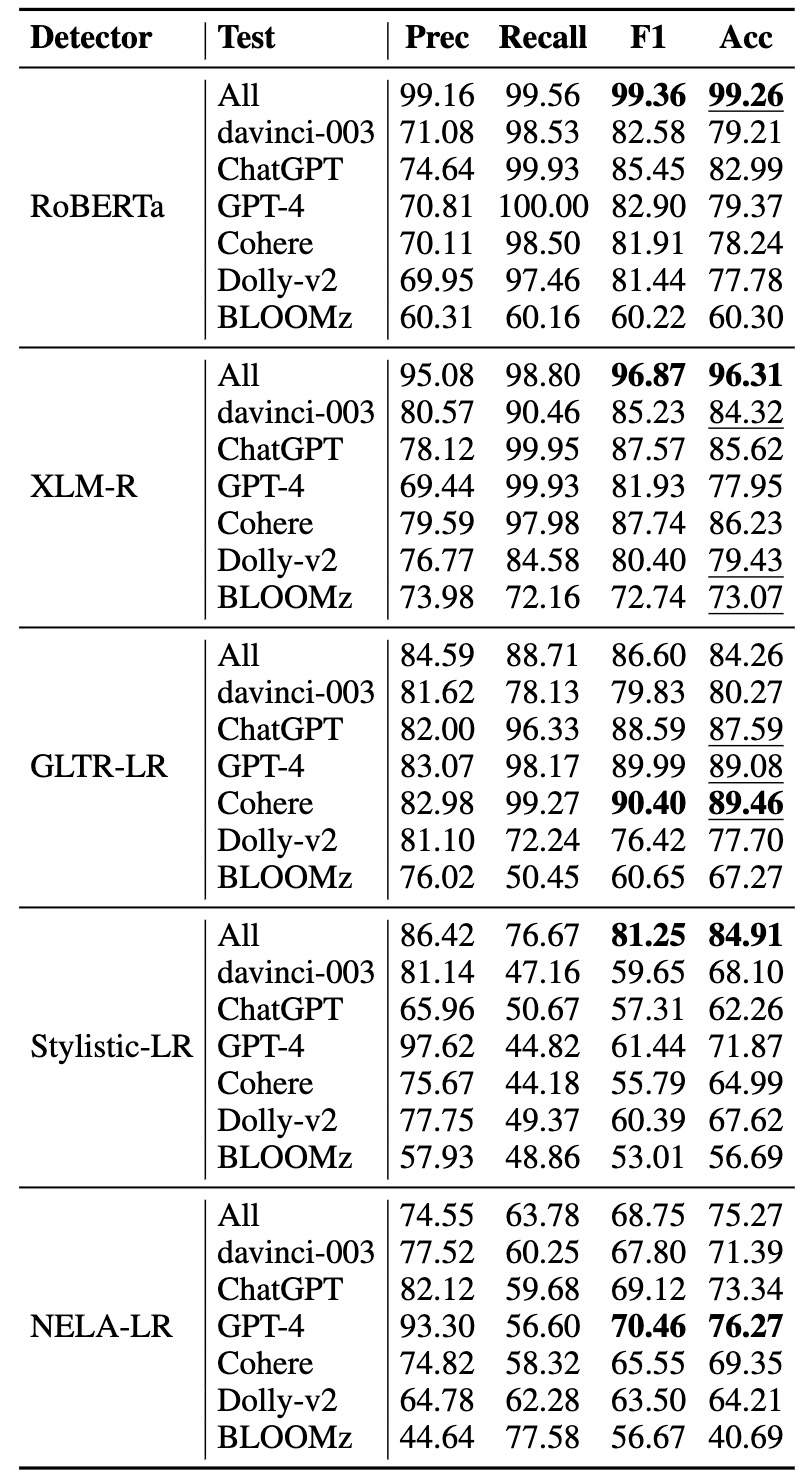 Detector Test Prec Recall F1 Acc
All 99.16 99.56 99.36 99.26
davinci-003 71.08 98.53 82.58 79.21
ChatGPT 74.64 99.93 85.45 82.99
RoBERTa GPT-4 70.81 100.00 82.90 79.37
Cohere 70.11 98.50 81.91 78.24
Dolly-v2 69.95 97.46 81.44 77.78
BLOOMz 60.31 60.16 60.22 60.30
All 95.08 98.80 96.87 96.31
davinci-003 80.57 90.46 85.23 84.32
ChatGPT 78.12 99.95 87.57 85.62
XLM-R GPT-4 69.44 99.93 81.93 77.95
Cohere 79.59 97.98 87.74 86.23
Dolly-v2 76.77 84.58 80.40 79.43
BLOOMz 73.98 72.16 72.74 73.07
All 84.59 88.71 86.60 84.26
davinci-003 81.62 78.13 79.83 80.27
ChatGPT 82.00 96.33 88.59 87.59
GLTR-LR GPT-4 83.07 98.17 89.99 89.08
Cohere 82.98 99.27 90.40 89.46
Dolly-v2 81.10 72.24 76.42 77.70
BLOOMz 76.02 50.45 60.65 67.27
All 86.42 76.67 81.25 84.91
davinci-003 81.14 47.16 59.65 68.10
ChatGPT 65.96 50.67 57.31 62.26
Stylistic-LR GPT-4 97.62 44.82 61.44 71.87
Cohere 75.67 44.18 55.79 64.99
Dolly-v2 77.75 49.37 60.39 67.62
BLOOMz 57.93 48.86 53.01 56.69
All 74.55 63.78 68.75 75.27
davinci-003 77.52 60.25 67.80 71.39
ChatGPT 82.12 59.68 69.12 73.34
NELA-LR GPT-4 93.30 56.60 70.46 76.27
Cohere 74.82 58.32 65.55 69.35
Dolly-v2 64.78 62.28 63.50 64.21
BLOOMz 44.64 77.58 56.67 40.69